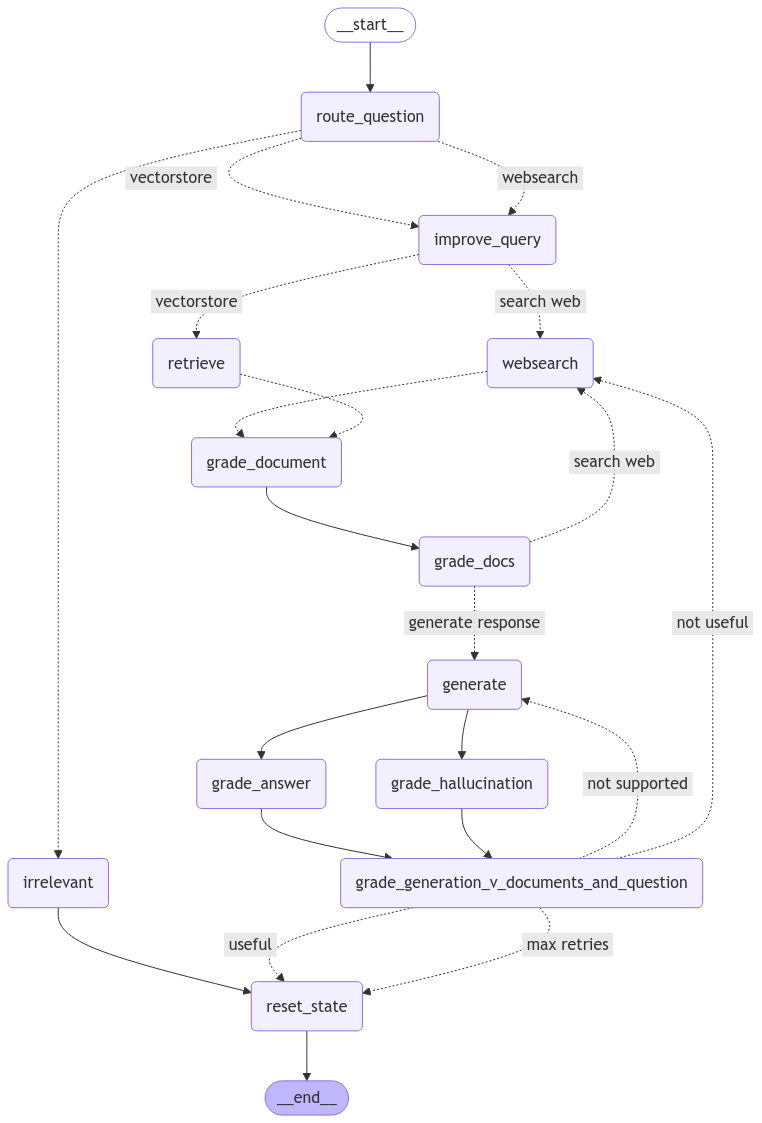 __start__
route_question
vectorstore
websearch
improve_query
vectorstore
search web
retrieve
websearch
grade_document
search web
grade_docs
generate response
not useful
generate
grade_answer
grade_hallucination
not supported
irrelevant
grade_generation_v_documents_and_question
useful
max retries
reset_state
__end__